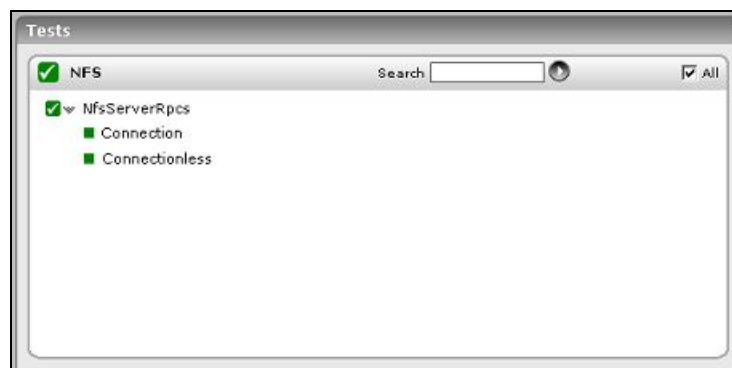 Tests
NFS Search All
NfsServerRpcs
Connection
Connectionless